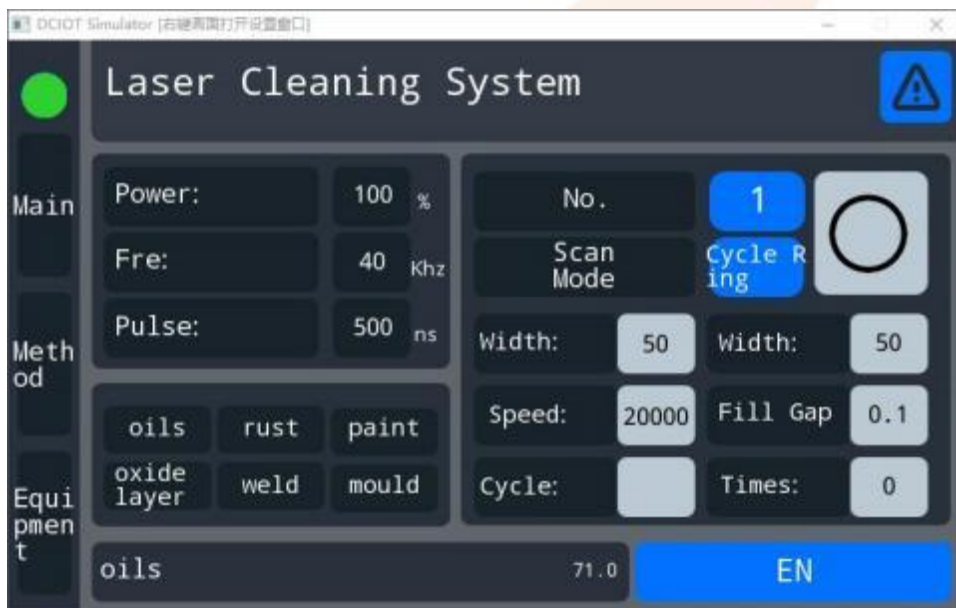 DCIOT Simulator [右键画面打开设置窗口]
Laser Cleaning System
Main
Meth
od
Equi
pmen
t
Power:
100
%
Fre:
40
Khz
Pulse:
500
ns
oils
rust
paint
oxide
layer
weld
mould
No.
1
Scan
Mode
Cycle R
ing
Width:
50
Width:
50
Speed:
20000
Fill Gap
0.1
Cycle:
Times:
0
oils
71.0
EN